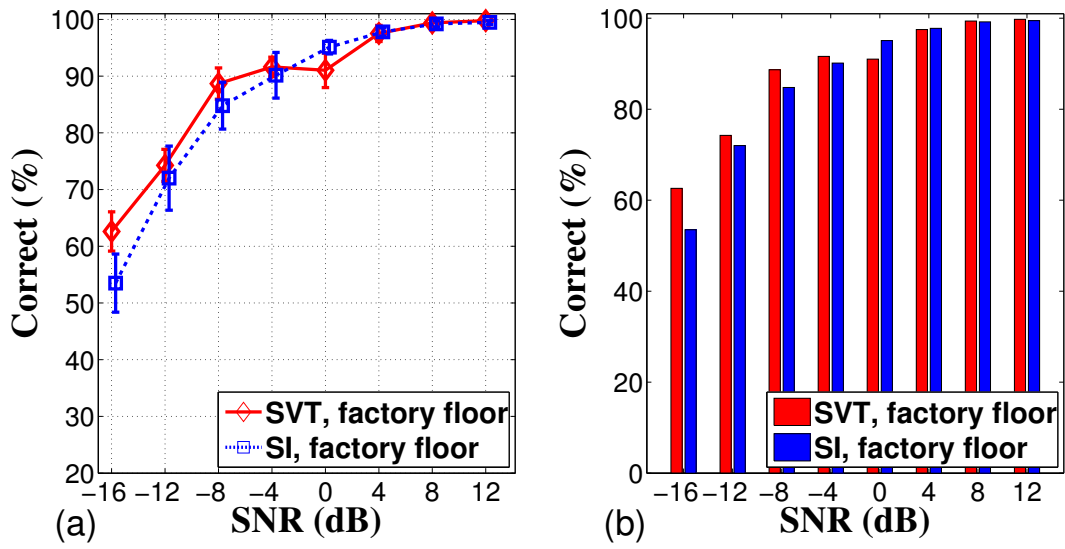 100
90
80
70
60
50
40
30
20
Correct (%)
−16 −12 −8 −4 0 4 8 12
SNR (dB)
(a)
SVT, factory floor
SI, factory floor
100
80
60
40
20
0
Correct (%)
−16 −12 −8 −4 0 4 8 12
SNR (dB)
(b)
SVT, factory floor
SI, factory floor